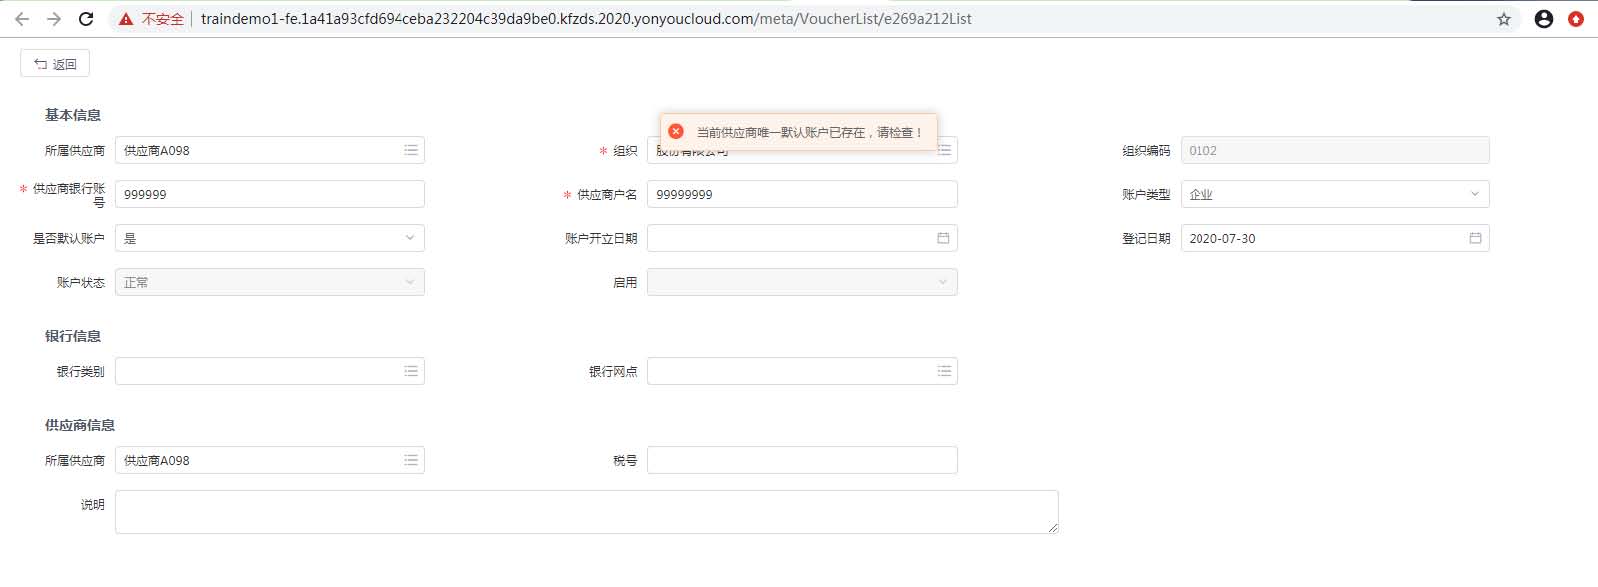 不安全 traindemo1-fe.1a41a93cfd694ceba232204c39da9be0.kfzds.2020.yonyoucloud.com/meta/VoucherList/e269a212List
返回
基本信息
当前供应商唯一默认账户已存在，请检查！
所属供应商 供应商A098 * 组织 股份有限公司 组织编码 0102
* 供应商银行账号 999999 * 供应商户名 99999999 账户类型 企业
是否默认账户 是 账户开立日期 登记日期 2020-07-30
账户状态 正常 启用
银行信息
银行类别 银行网点
供应商信息
所属供应商 供应商A098 税号
说明